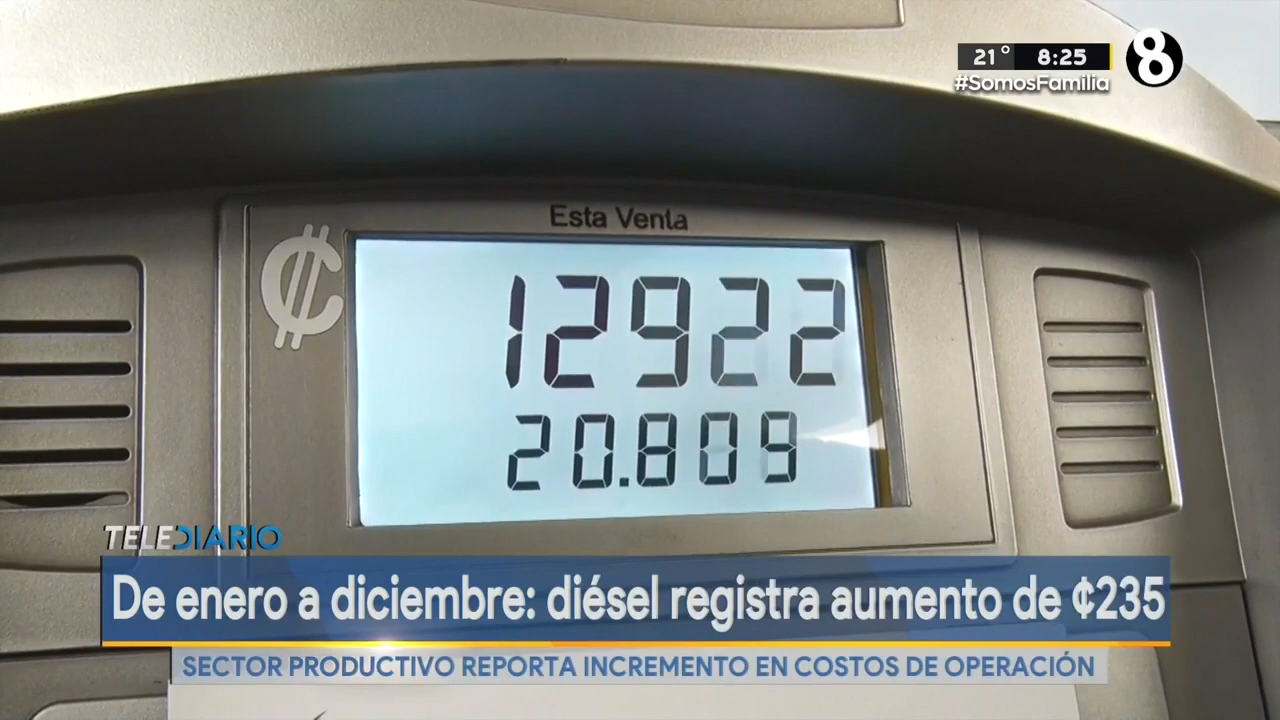 21° 8:25
8
#SomosFamilia
Esta Venta
₡
12922
20.809
TELEDIARIO
De enero a diciembre: diésel registra aumento de ₡235
SECTOR PRODUCTIVO REPORTA INCREMENTO EN COSTOS DE OPERACIÓN